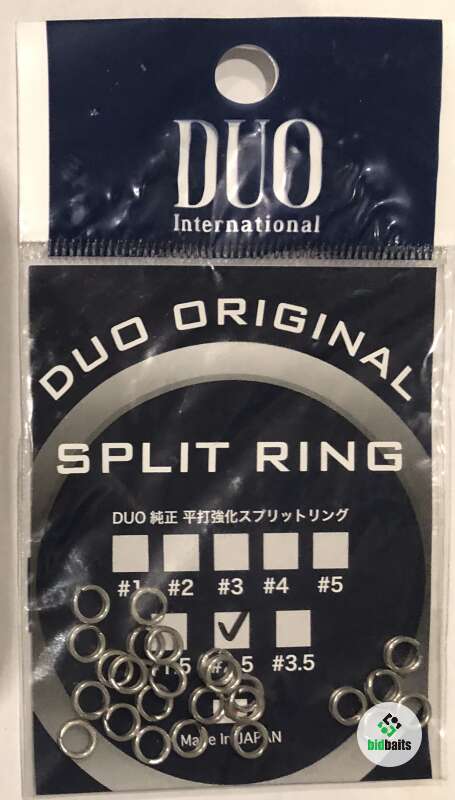 DUO
International
DUO ORIGINAL
SPLIT RING
DUO 純正 平打強化スプリットリング
#1 #2 #3 #4 #5
#3.5
Made in JAPAN
bidbaits